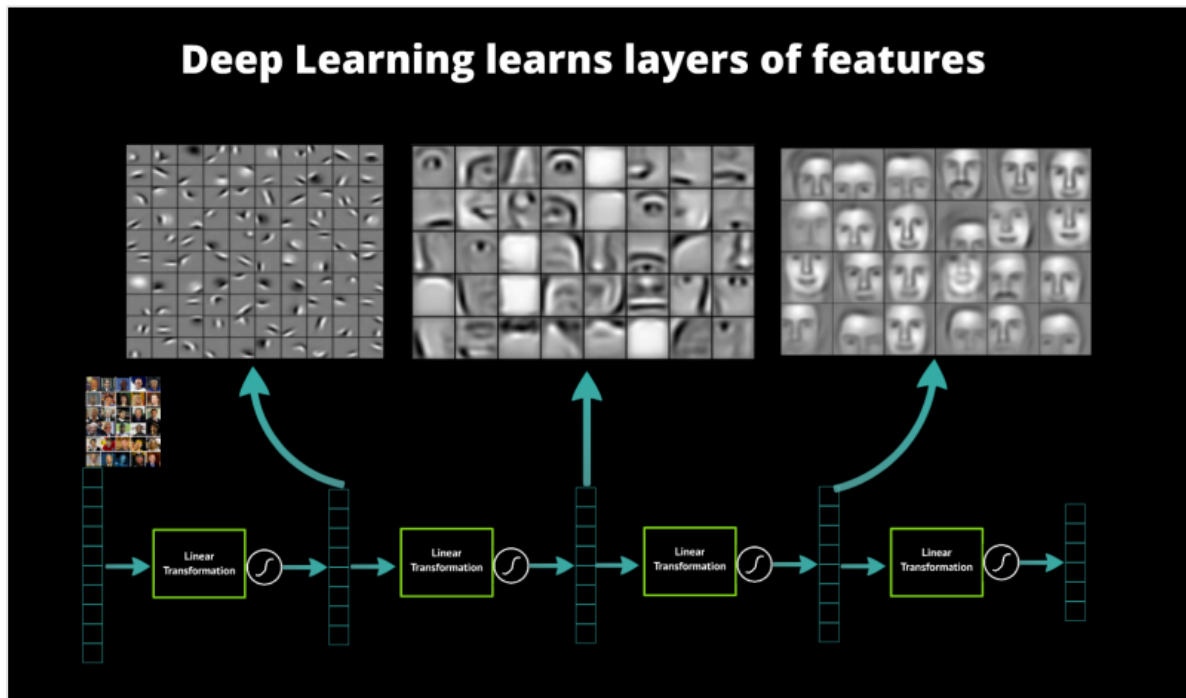 Deep Learning learns layers of features
Linear
Transformation
Linear
Transformation
Linear
Transformation
Linear
Transformation